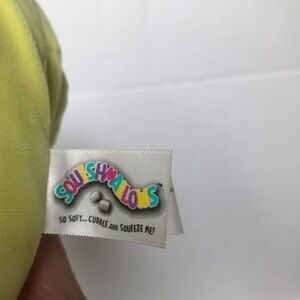 SQUISHMALLOWS
SO SOFT... CUDDLE AND SQUEEZE ME!